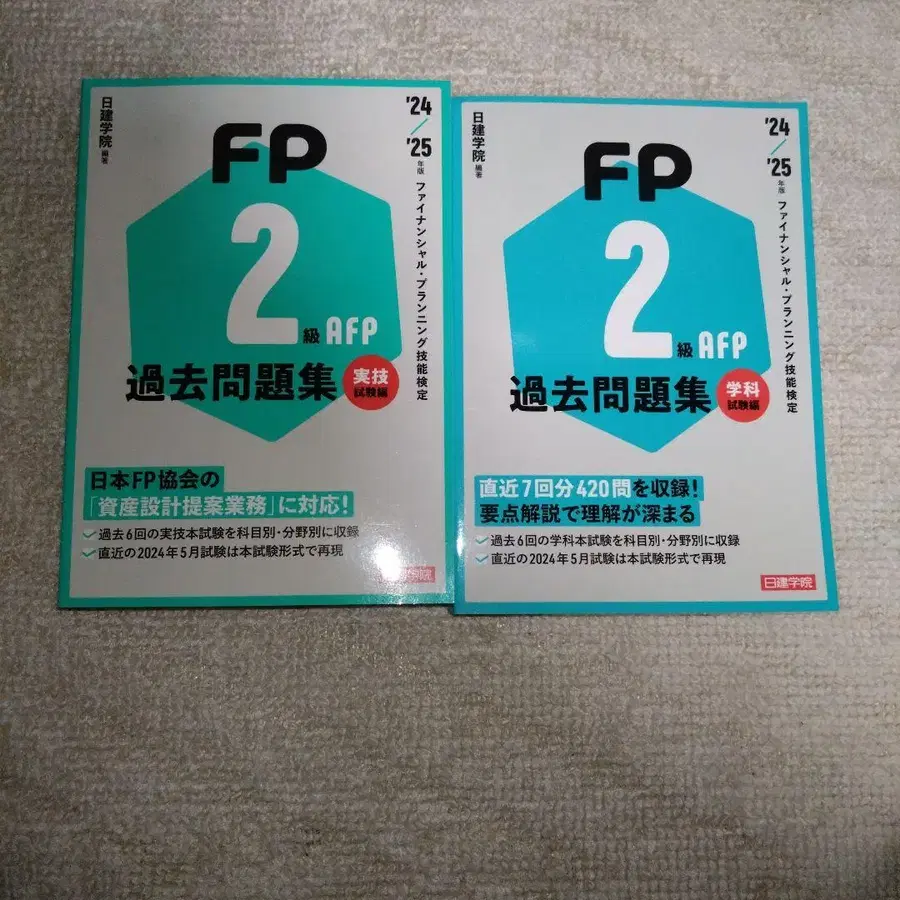 日建学院 編著
'24/'25年版 ファイナンシャル・プランニング技能検定
FP
2級 AFP
過去問題集
実技
試験編
日本FP協会の
「資産設計提案業務」に対応!
過去6回の実技本試験を科目別・分野別に収録
直近の2024年5月試験は本試験形式で再現
日建学院
日建学院 編著
'24/'25年版 ファイナンシャル・プランニング技能検定
FP
2級 AFP
過去問題集
学科
試験編
直近7回分420問を収録!
要点解説で理解が深まる
過去6回の学科本試験を科目別・分野別に収録
直近の2024年5月試験は本試験形式で再現
日建学院